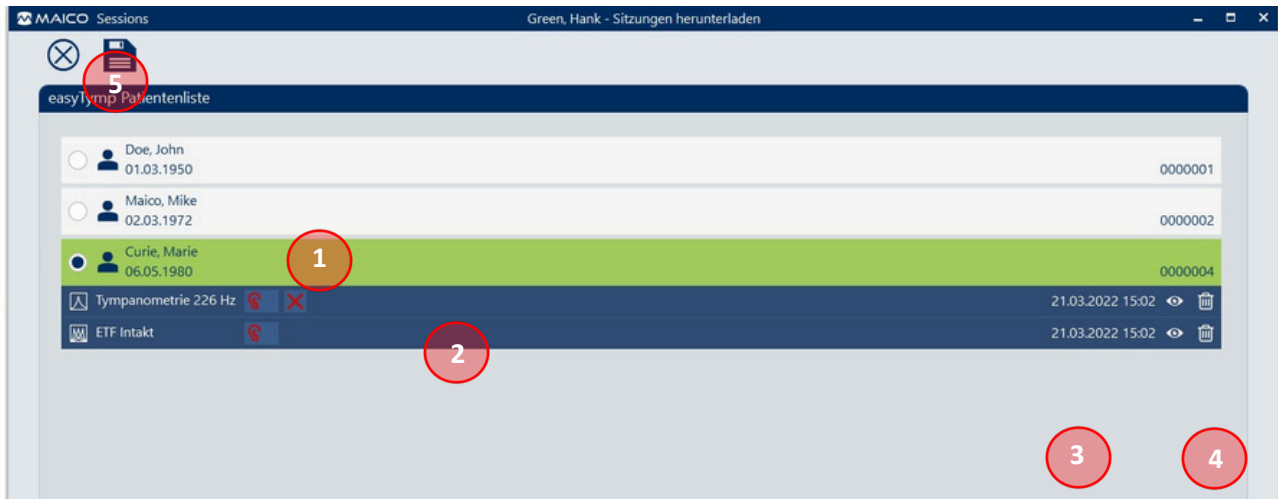 MAICO Sessions
Green, Hank - Sitzungen herunterladen
5
easyTymp Patientenliste
Doe, John
01.03.1950
0000001
Maico, Mike
02.03.1972
0000002
Curie, Marie
06.05.1980
1
0000004
Tympanometrie 226 Hz
21.03.2022 15:02
ETF Intakt
21.03.2022 15:02
2
3
4